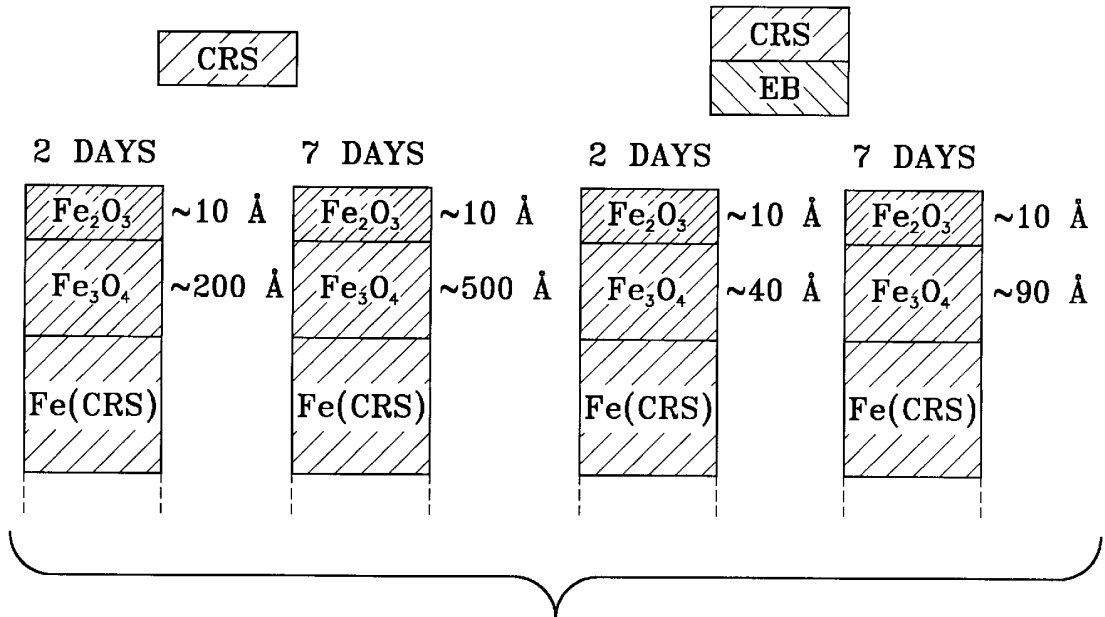 CRS
CRS
EB
2 DAYS
7 DAYS
2 DAYS
7 DAYS
Fe₂O₃ ~10 Å
Fe₂O₃ ~10 Å
Fe₂O₃ ~10 Å
Fe₂O₃ ~10 Å
Fe₃O₄ ~200 Å
Fe₃O₄ ~500 Å
Fe₃O₄ ~40 Å
Fe₃O₄ ~90 Å
Fe(CRS)
Fe(CRS)
Fe(CRS)
Fe(CRS)